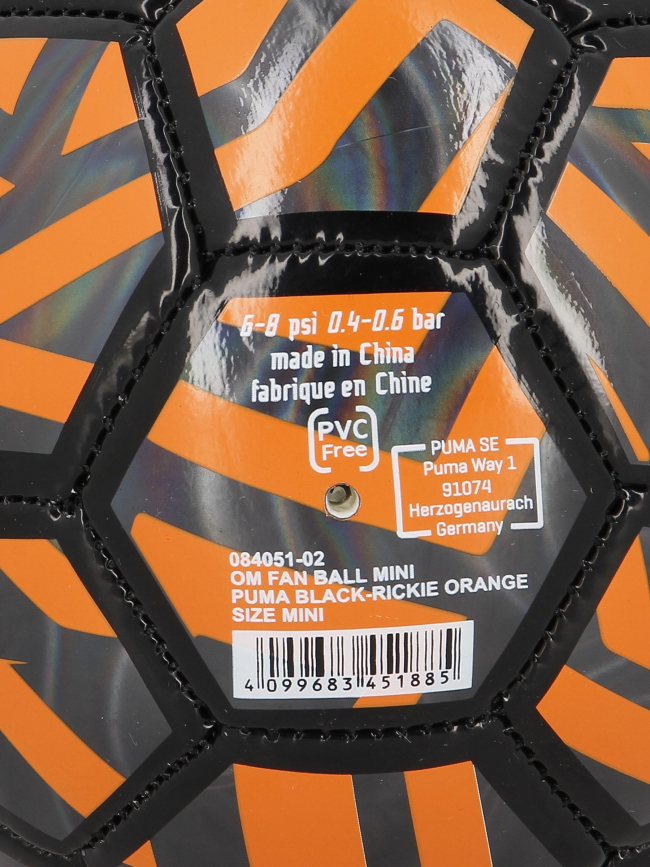 6-8 psi 0.4-0.6 bar
made in China
fabrique en Chine
PVC
Free
PUMA SE
Puma Way 1
91074
Herzogenaurach
Germany
084051-02
OM FAN BALL MINI
PUMA BLACK-RICKIE ORANGE
SIZE MINI
4 099683 451885